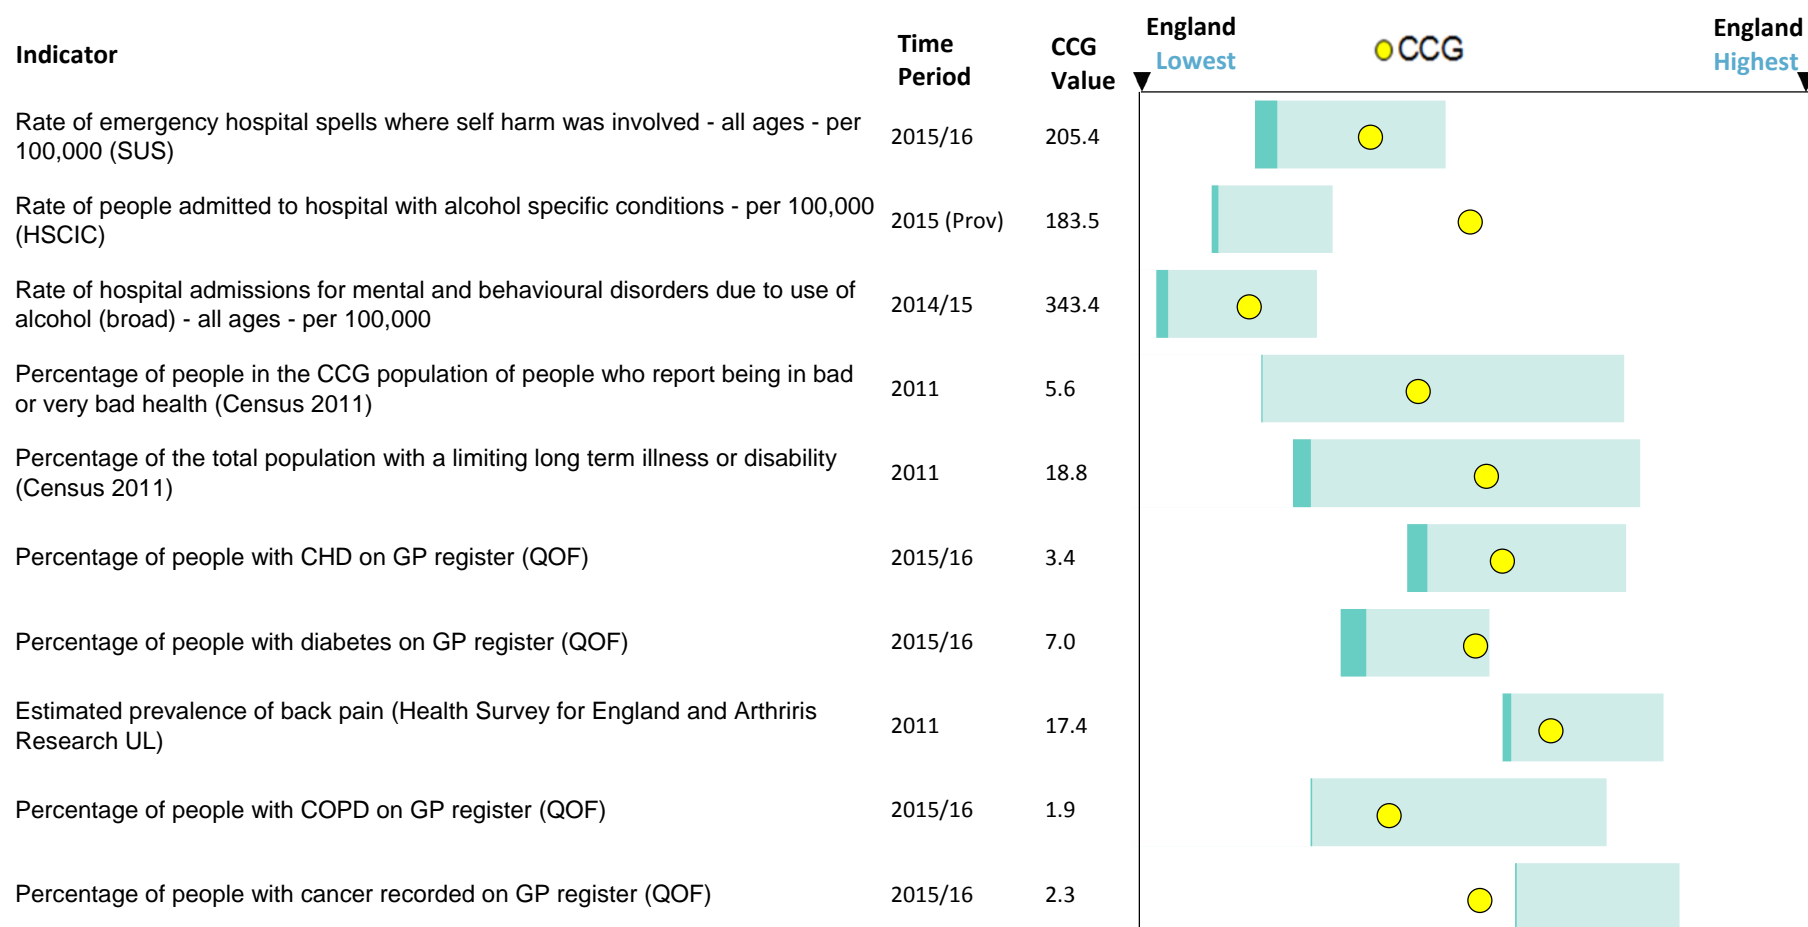 Indicator
Time
Period
CCG
Value
England
Lowest
CCG
England
Highest
Rate of emergency hospital spells where self harm was involved - all ages - per
100,000 (SUS)
2015/16
205.4
Rate of people admitted to hospital with alcohol specific conditions - per 100,000
(HSCIC)
2015 (Prov)
183.5
Rate of hospital admissions for mental and behavioural disorders due to use of
alcohol (broad) - all ages - per 100,000
2014/15
343.4
Percentage of people in the CCG population of people who report being in bad
or very bad health (Census 2011)
2011
5.6
Percentage of the total population with a limiting long term illness or disability
(Census 2011)
2011
18.8
Percentage of people with CHD on GP register (QOF)
2015/16
3.4
Percentage of people with diabetes on GP register (QOF)
2015/16
7.0
Estimated prevalence of back pain (Health Survey for England and Arthriris
Research UL)
2011
17.4
Percentage of people with COPD on GP register (QOF)
2015/16
1.9
Percentage of people with cancer recorded on GP register (QOF)
2015/16
2.3